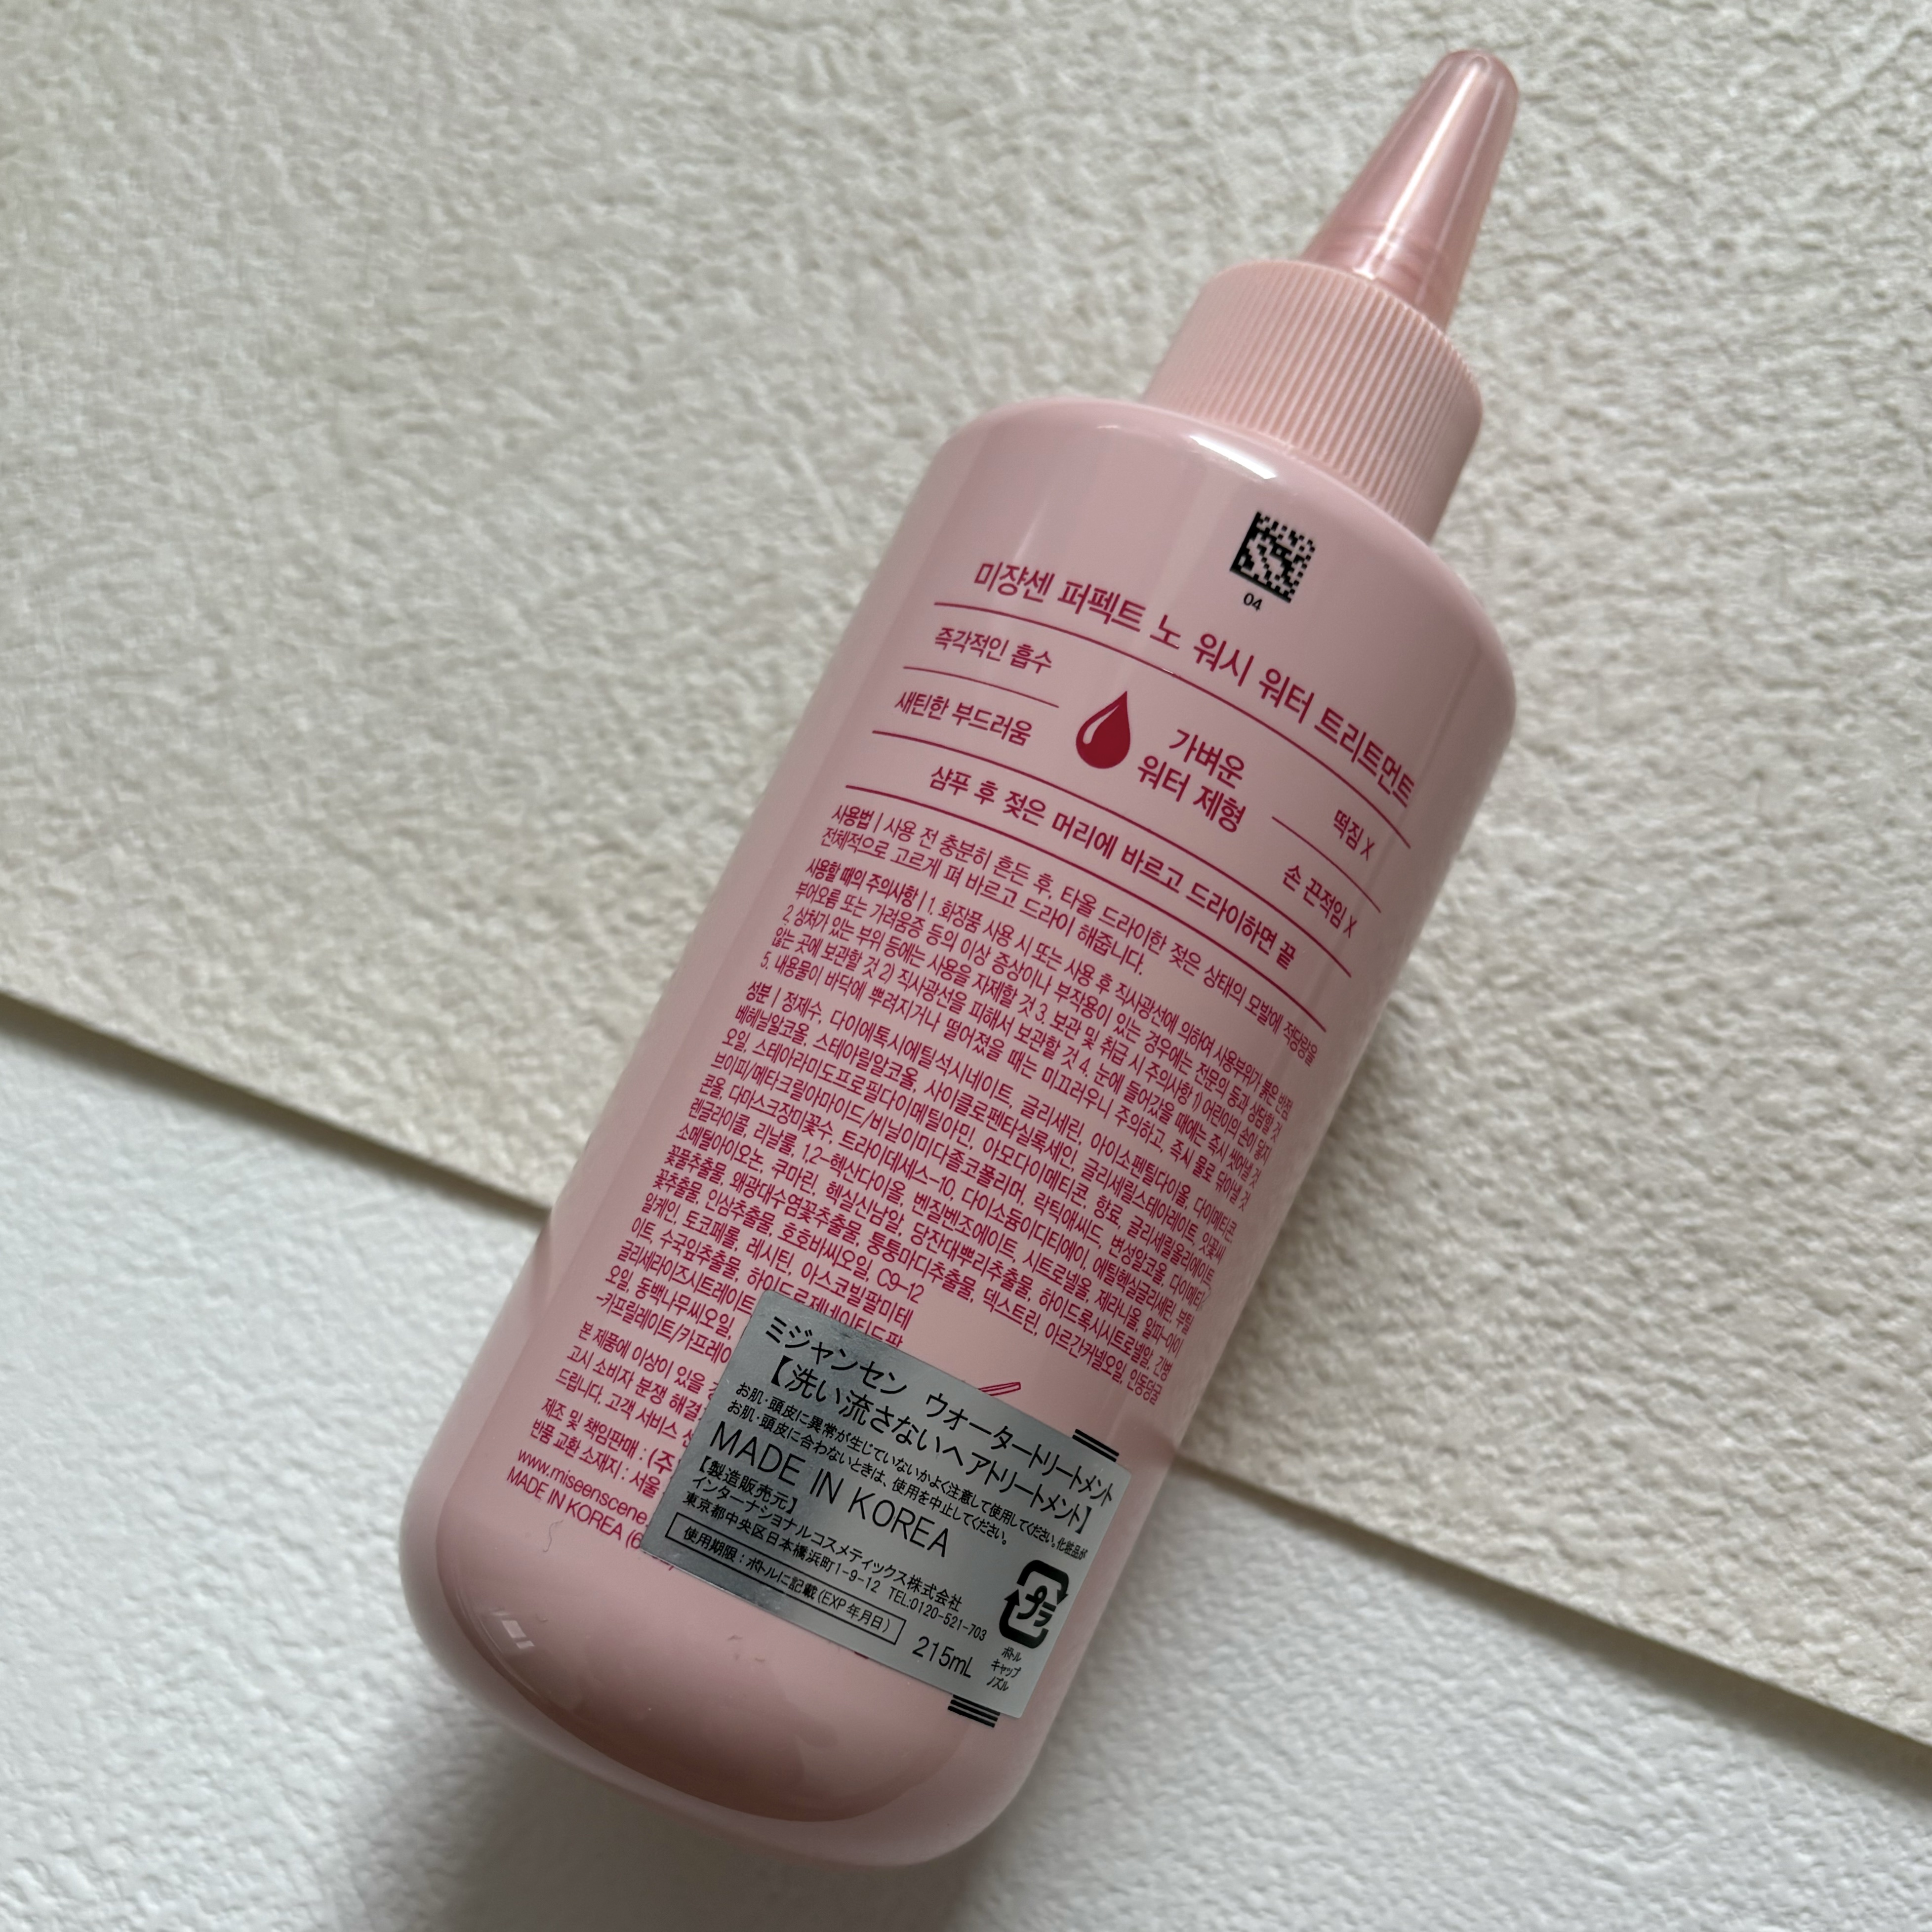 04
미쟝센 퍼펙트 노 워시 워터 트리트먼트
즉각적인 흡수
새틴한 부드러움
가벼운
워터 제형
떡짐 X
손 끈적임 X
샴푸 후 젖은 머리에 바르고 드라이하면 끝
사용법 | 사용 전 충분히 흔든 후, 타올 드라이한 젖은 상태의 모발에 적당량을
전체적으로 고르게 펴 바르고 드라이 해줍니다.
사용할 때의 주의사항 | 1. 화장품 사용 시 또는 사용 후 직사광선에 의하여 사용부위가 붉은 반점,
부어오름 또는 가려움증 등의 이상 증상이나 부작용이 있는 경우에는 전문의 등과 상담할 것
2. 상처가 있는 부위 등에는 사용을 자제할 것 3. 보관 및 취급 시 주의사항 1) 어린이의 손이 닿지
않는 곳에 보관할 것 2) 직사광선을 피해서 보관할 것 4. 눈에 들어갔을 때에는 즉시 씻어낼 것
5. 내용물이 바닥에 뿌려지거나 떨어졌을 때는 미끄러우니 주의하고, 즉시 물로 닦아낼 것
성분 | 정제수, 다이에톡시에틸석시네이트, 글리세린, 아이소펜틸다이올, 다이메티콘,
베헤닐알코올, 스테아릴알코올, 사이클로펜타실록세인, 글리세릴스테아레이트, 잇꽃씨
오일, 스테아라미도프로필다이메틸아민, 아모다이메티콘, 향료, 글리세릴올리에이트,
브이피/메타크릴아마이드/비닐이미다졸코폴리머, 락틱애씨드, 변성알코올, 다이메티
콘올, 다마스크장미꽃수, 트라이데세스-10, 다이소듐이디티에이, 에틸헥실글리세린, 부틸
렌글라이콜, 리날룰, 1,2-헥산다이올, 벤질벤조에이트, 시트로넬올, 제라니올, 알파-아이
소메틸아이오논, 쿠마린, 헥실신남알, 당잔대뿌리추출물, 하이드록시시트로넬알, 긴병
꽃풀추출물, 왜광대수염꽃추출물, 퉁퉁마디추출물, 덱스트린, 아르간커넬오일, 인동덩굴
꽃추출물, 인삼추출물, 호호바씨오일, C9-12
알케인, 토코페롤, 레시틴, 아스코빌팔미테
이트, 수국잎추출물, 하이드로제네이티드팜
글리세라이즈시트레이트
오일, 동백나무씨오일,
-카프릴레이트/카프레이
본 제품에 이상이 있을
고시 소비자 분쟁 해결
드립니다. 고객 서비스
제조 및 책임판매 : (주
반품 교환 소재지 : 서울
www.miseenscene
MADE IN KOREA (6
ミジャンセン ウォータートリートメント
【洗い流さないヘアトリートメント】
お肌・頭皮に異常が生じていないかよく注意して使用してください。化粧品が
お肌・頭皮に合わないときは、使用を中止してください。
MADE IN KOREA
【製造販売元】
インターナショナルコスメティックス株式会社
東京都中央区日本橋浜町1-9-12 TEL:0120-521-703
使用期限：ボトルに記載(EXP年月日)
215mL
プラ
ボトル
キャップ
ノズル